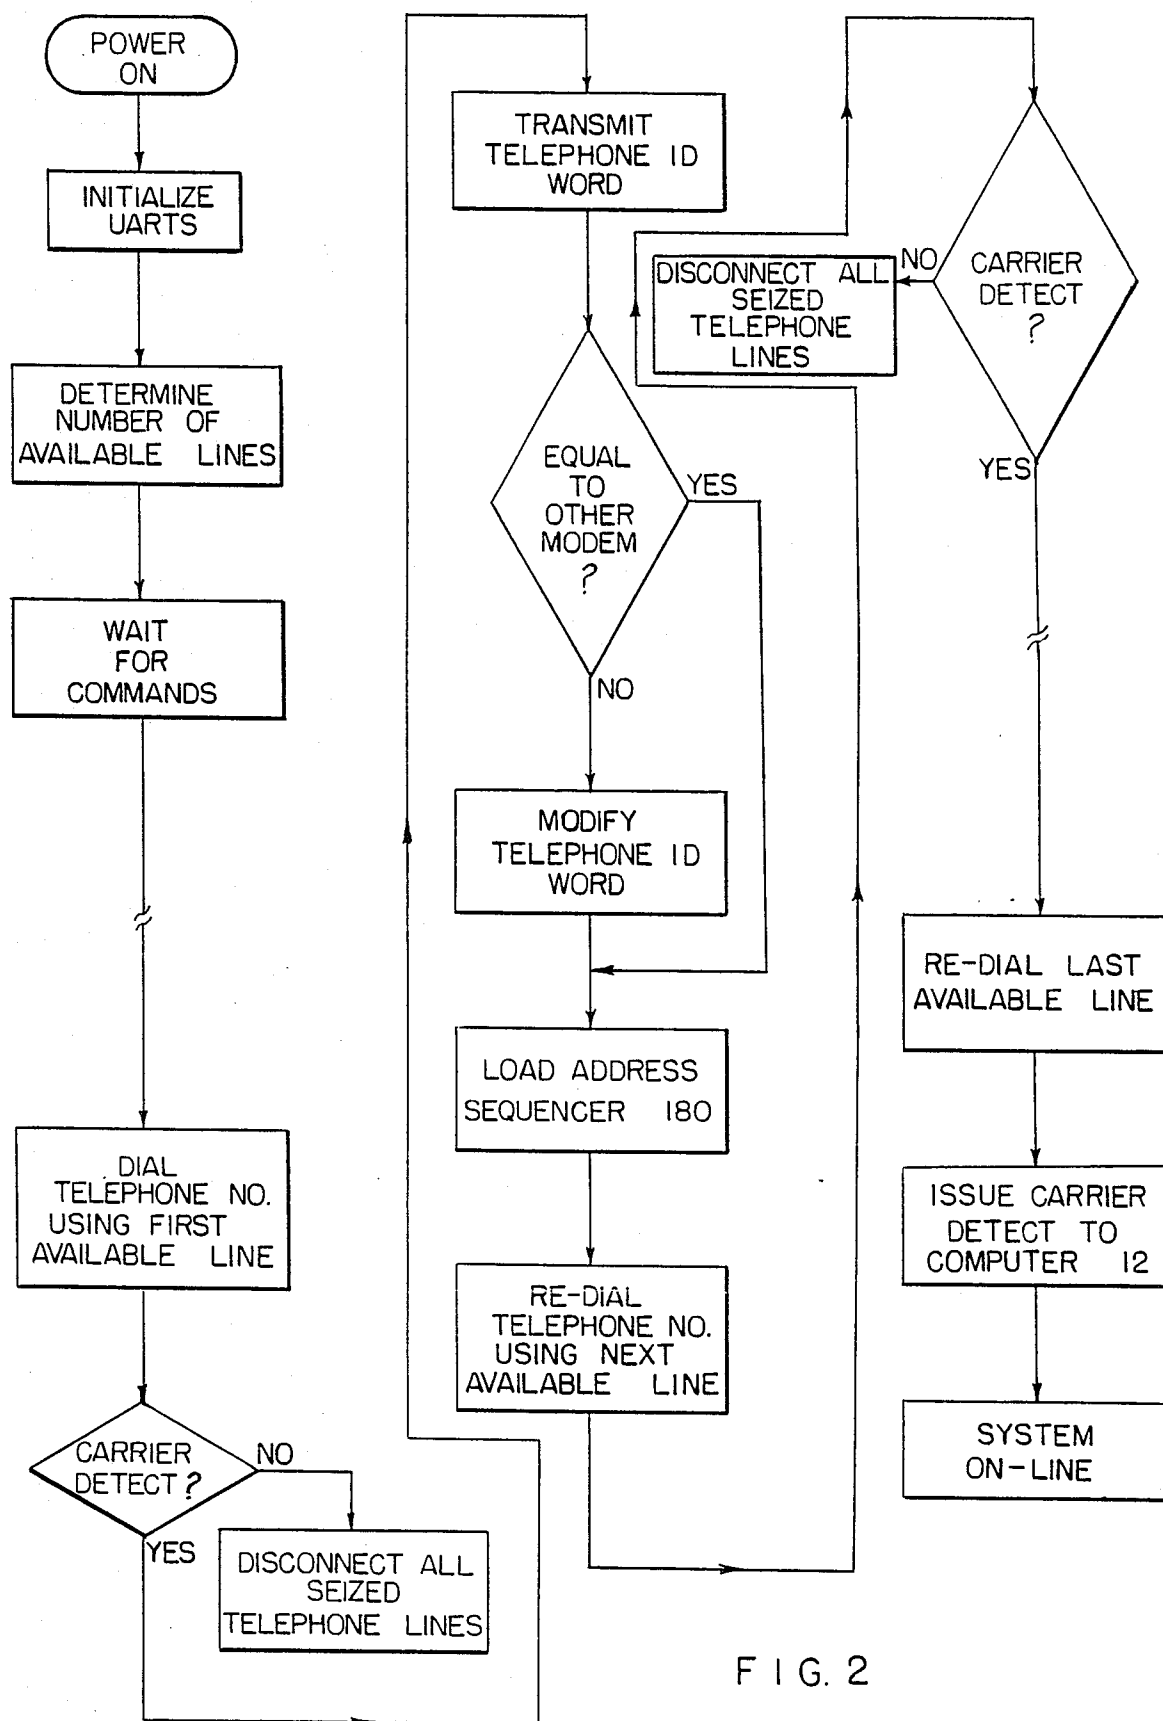 POWER
ON
INITIALIZE
UARTS
DETERMINE
NUMBER OF
AVAILABLE LINES
WAIT
FOR
COMMANDS
DIAL
TELEPHONE NO.
USING FIRST
AVAILABLE LINE
CARRIER
DETECT?
NO
YES
DISCONNECT ALL
SEIZED
TELEPHONE LINES
TRANSMIT
TELEPHONE ID
WORD
EQUAL
TO
OTHER
MODEM
?
YES
NO
MODIFY
TELEPHONE ID
WORD
LOAD ADDRESS
SEQUENCER 180
RE-DIAL
TELEPHONE NO.
USING NEXT
AVAILABLE LINE
CARRIER
DETECT
?
NO
YES
DISCONNECT ALL
SEIZED
TELEPHONE
LINES
RE-DIAL LAST
AVAILABLE LINE
ISSUE CARRIER
DETECT TO
COMPUTER 12
SYSTEM
ON-LINE
FIG. 2